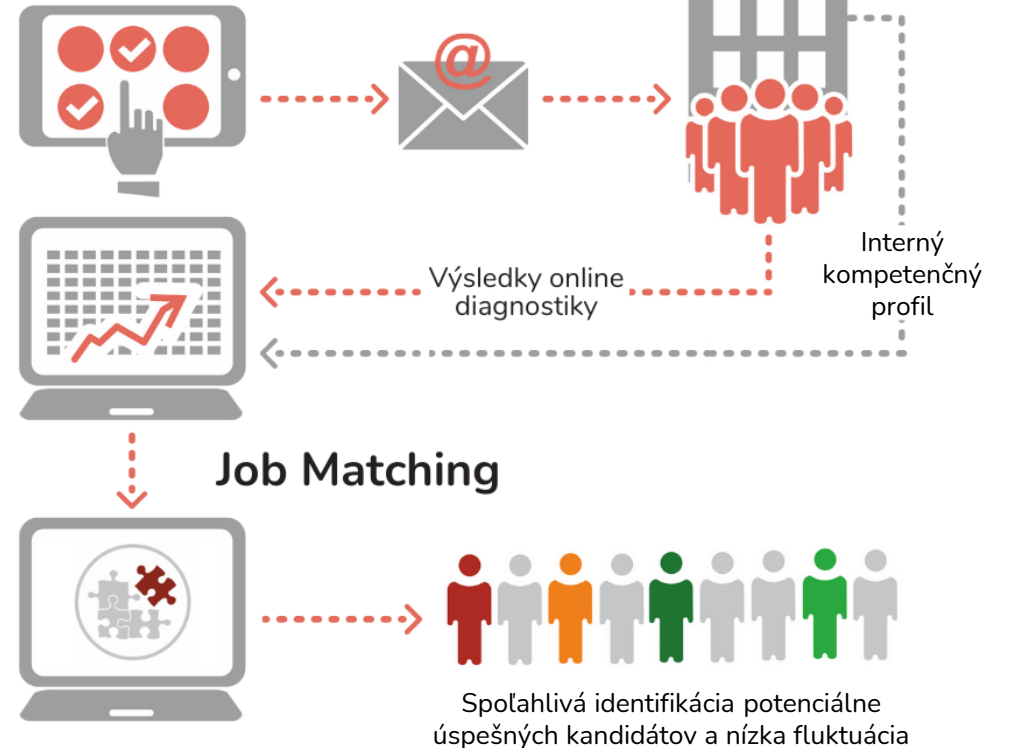 @
Interný
kompetenčný
profil
Výsledky online
diagnostiky
Job Matching
Spoľahlivá identifikácia potenciálne
úspešných kandidátov a nízka fluktuácia